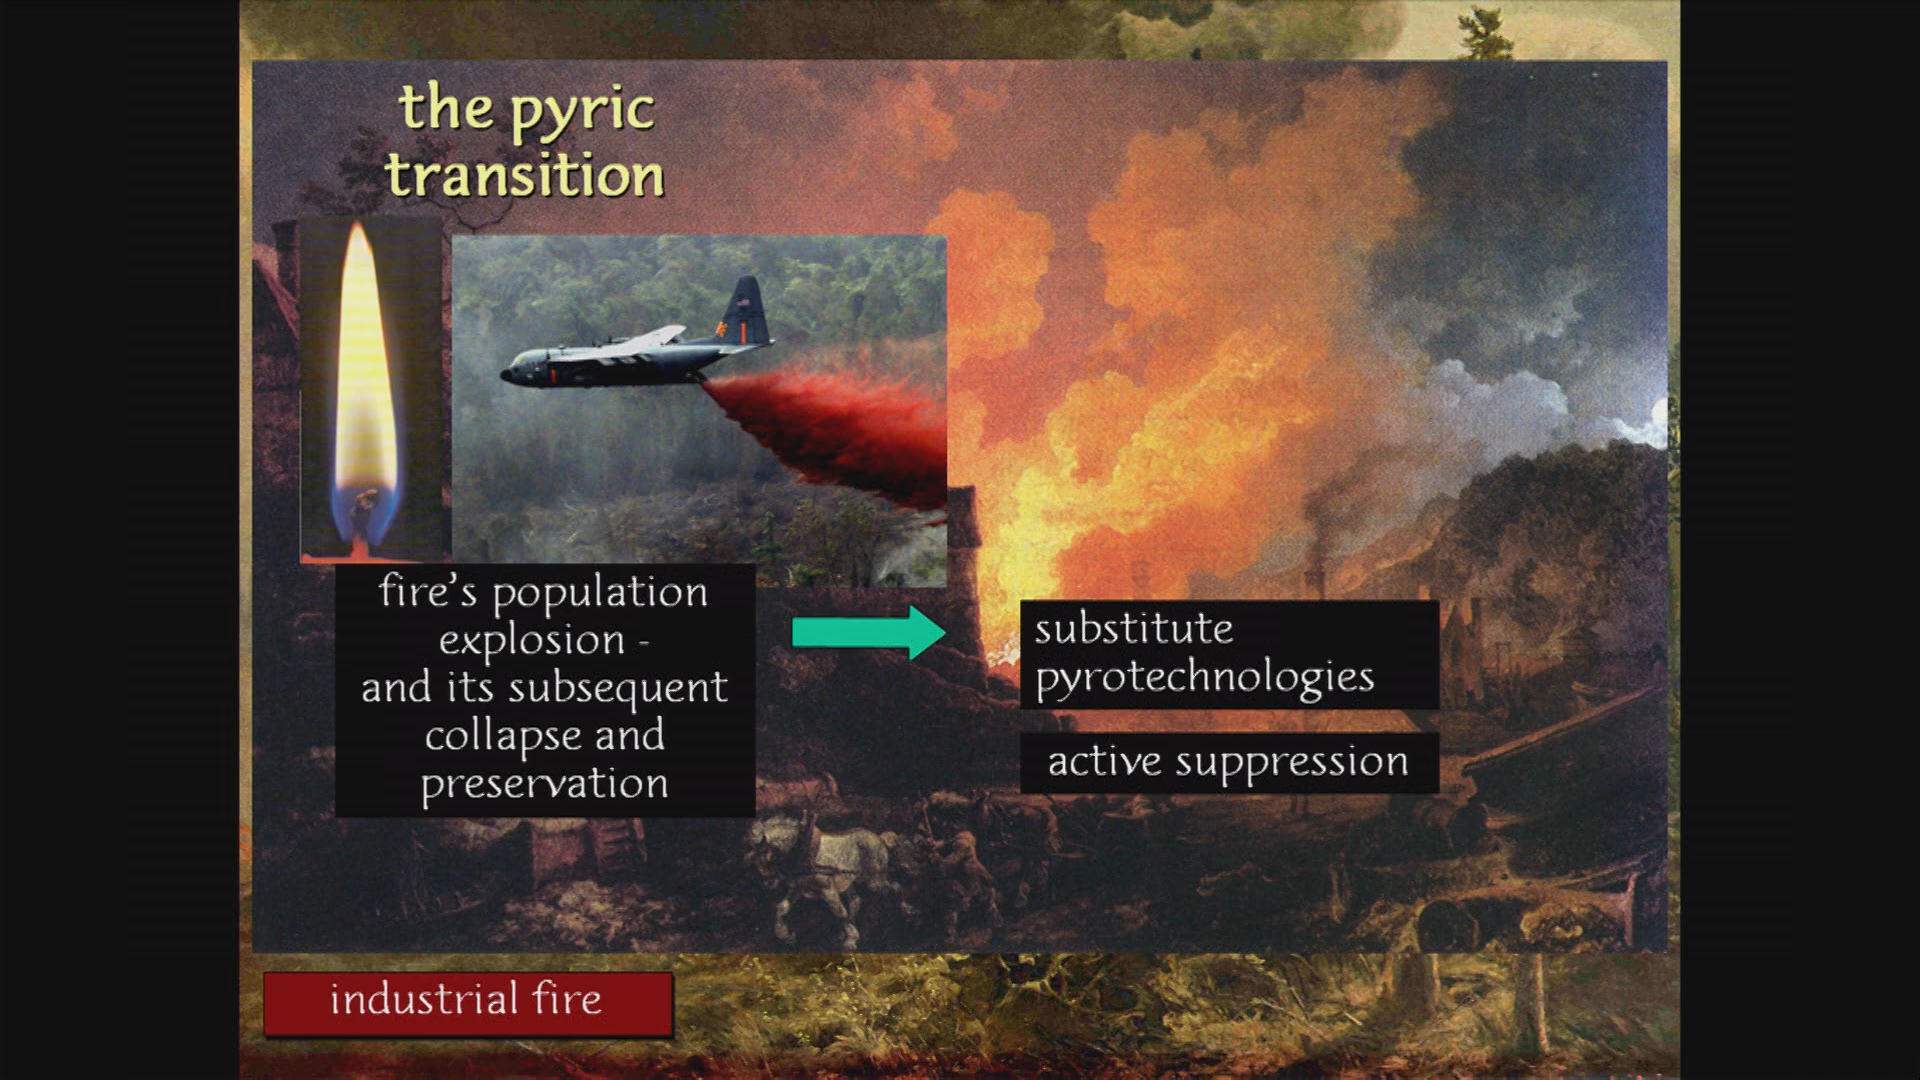 the pyric
transition
fire's population
explosion -
and its subsequent
collapse and
preservation
substitute
pyrotechnologies
active suppression
industrial fire